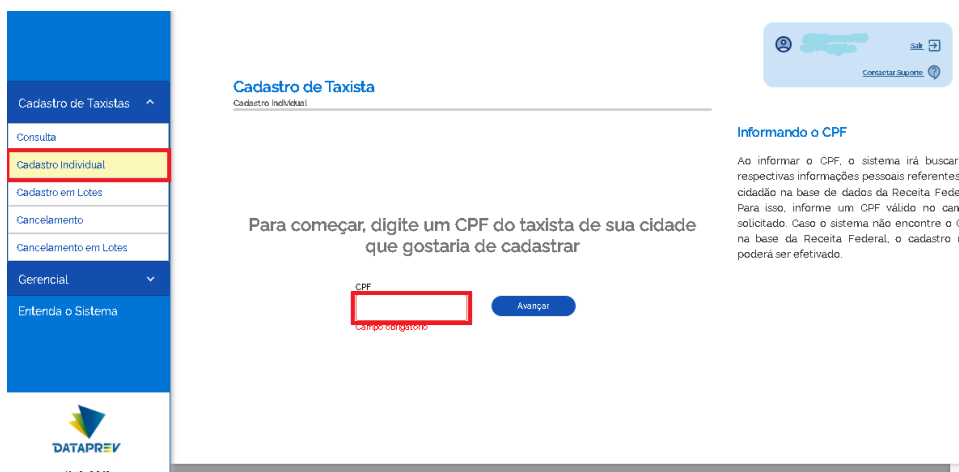 Sair
Contactar Suporte
Cadastro de Taxistas
Consulta
Cadastro Individual
Cadastro em Lotes
Cancelamento
Cancelamento em Lotes
Gerencial
Entenda o Sistema
DATAPREV
Cadastro de Taxista
Cadastro Individual
Para começar, digite um CPF do taxista de sua cidade
que gostaria de cadastrar
CPF
Avançar
Campo obrigatório
Informando o CPF
Ao informar o CPF, o sistema irá buscar
respectivas informações pessoais referentes
cidadão na base de dados da Receita Fede
Para isso, informe um CPF válido no cam
solicitado. Caso o sistema não encontre o
na base da Receita Federal, o cadastro
poderá ser efetivado.